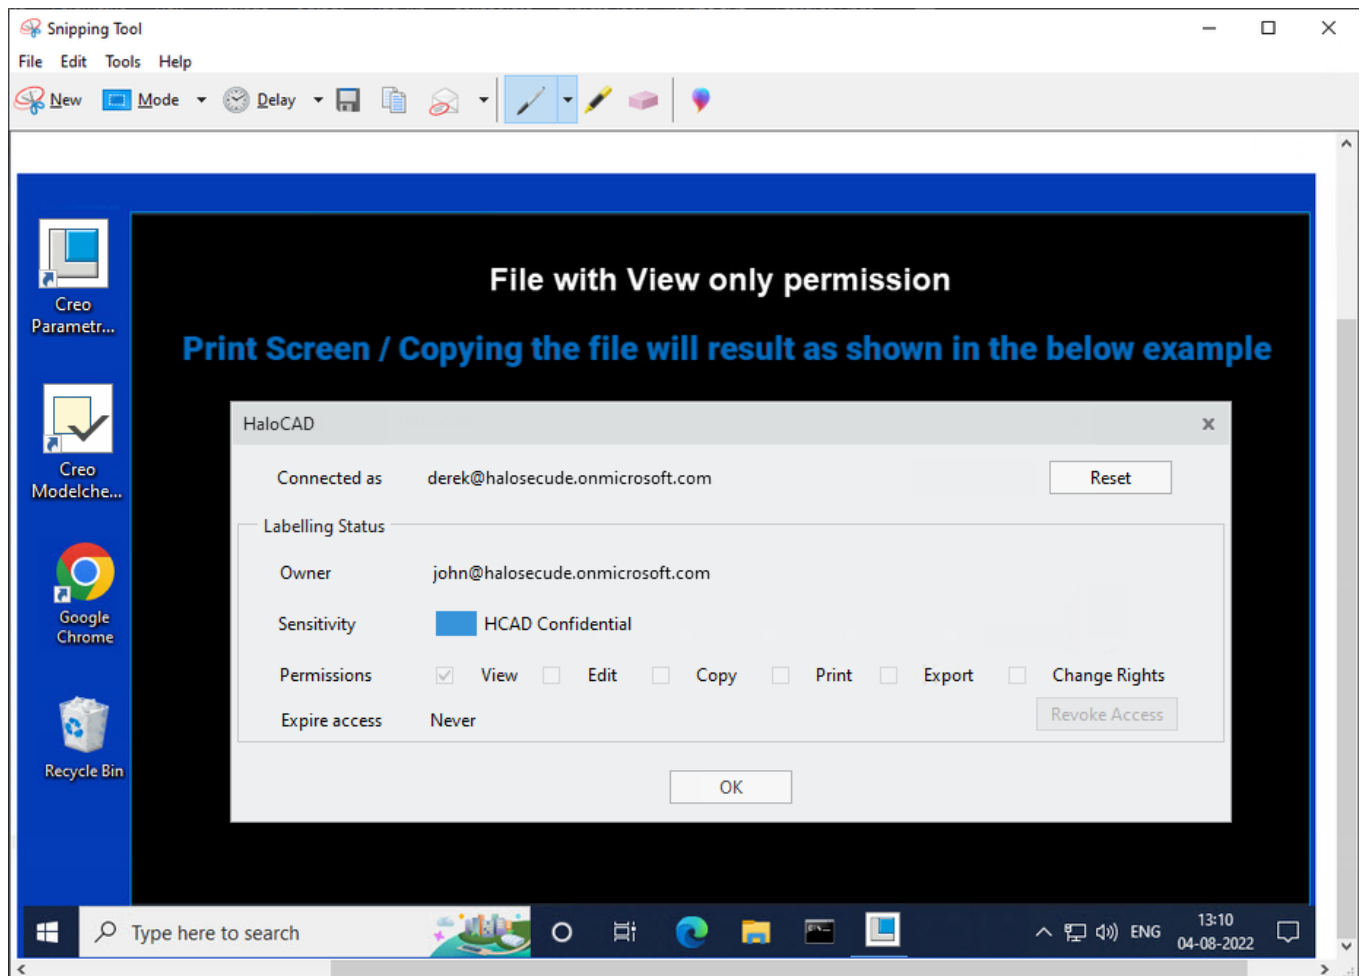 Snipping Tool
File Edit Tools Help
New Mode Delay
File with View only permission
Print Screen / Copying the file will result as shown in the below example
Creo
Parametr...
Creo
Modelche...
Google
Chrome
Recycle Bin
HaloCAD
Connected as derek@halosecude.onmicrosoft.com Reset
Labelling Status
Owner john@halosecude.onmicrosoft.com
Sensitivity HCAD Confidential
Permissions View Edit Copy Print Export Change Rights
Expire access Never Revoke Access
OK
Type here to search
ENG
13:10
04-08-2022